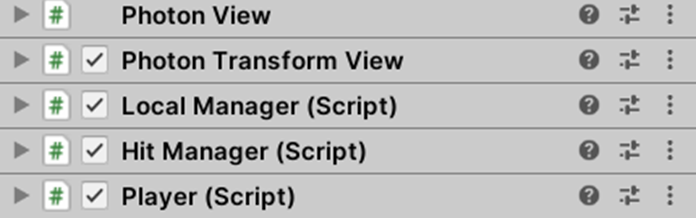 Photon View
Photon Transform View
Local Manager (Script)
Hit Manager (Script)
Player (Script)